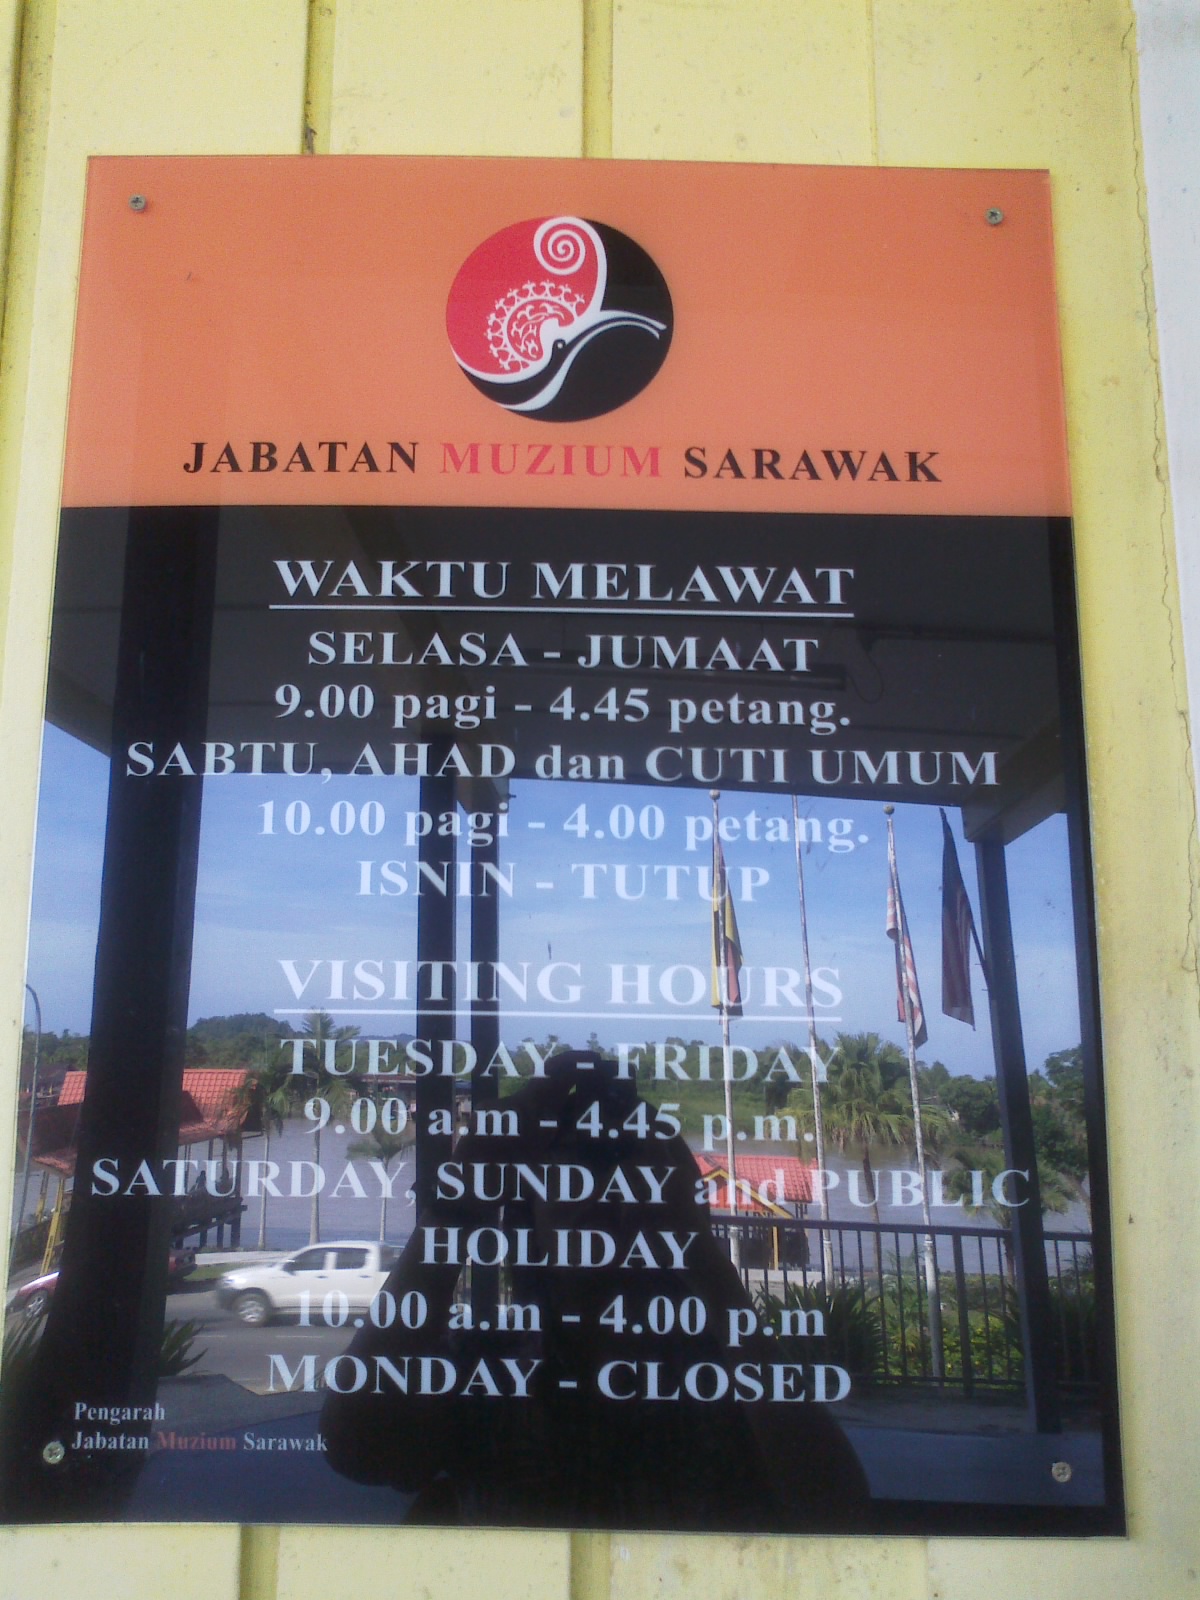 JABATAN MUZIUM SARAWAK
WAKTU MELAWAT
SELASA - JUMAAT
9.00 pagi - 4.45 petang.
SABTU, AHAD dan CUTI UMUM
10.00 pagi - 4.00 petang.
ISNIN - TUTUP
VISITING HOURS
TUESDAY - FRIDAY
9.00 a.m - 4.45 p.m.
SATURDAY, SUNDAY and PUBLIC
HOLIDAY
10.00 a.m - 4.00 p.m
MONDAY - CLOSED
Pengarah
Jabatan Muzium Sarawak